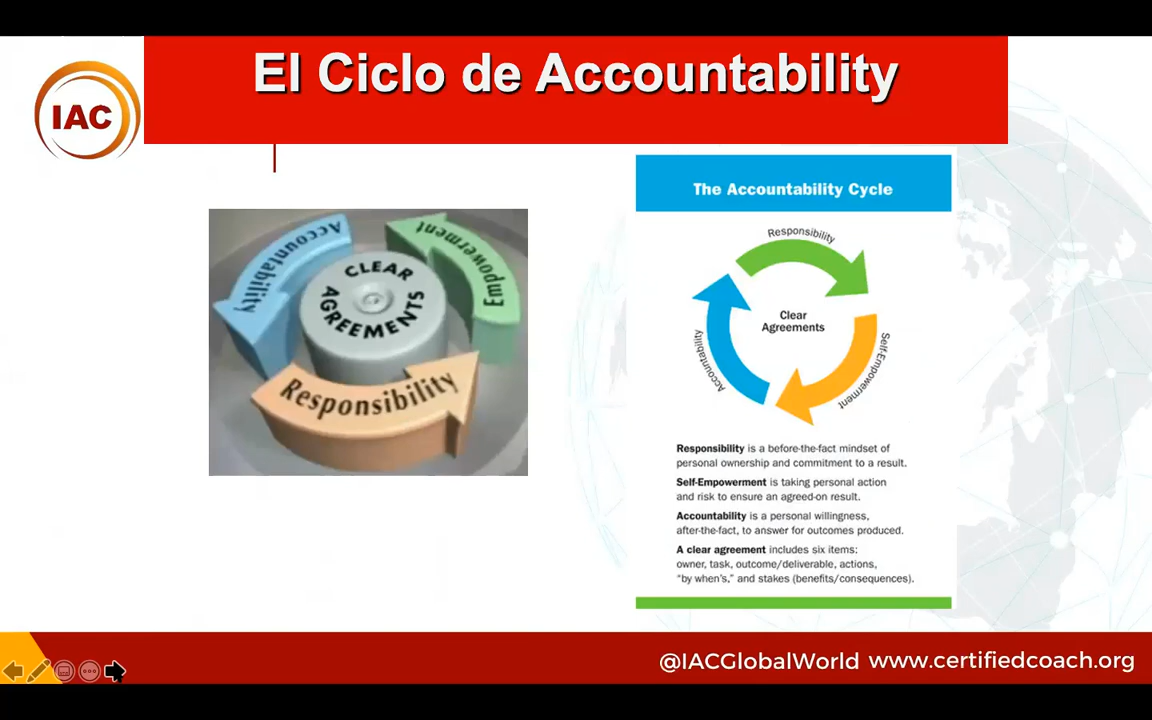 El Ciclo de Accountability
IAC
Accountability
Empowerment
CLEAR
AGREEMENTS
Responsibility
The Accountability Cycle
Responsibility
Clear
Agreements
Self-Empowerment
Accountability
Responsibility is a before-the-fact mindset of
personal ownership and commitment to a result.
Self-Empowerment is taking personal action
and risk to ensure an agreed-on result.
Accountability is a personal willingness,
after-the-fact, to answer for outcomes produced.
A clear agreement includes six items:
owner, task, outcome/deliverable, actions,
“by when’s,” and stakes (benefits/consequences).
@IACGlobalWorld www.certifiedcoach.org